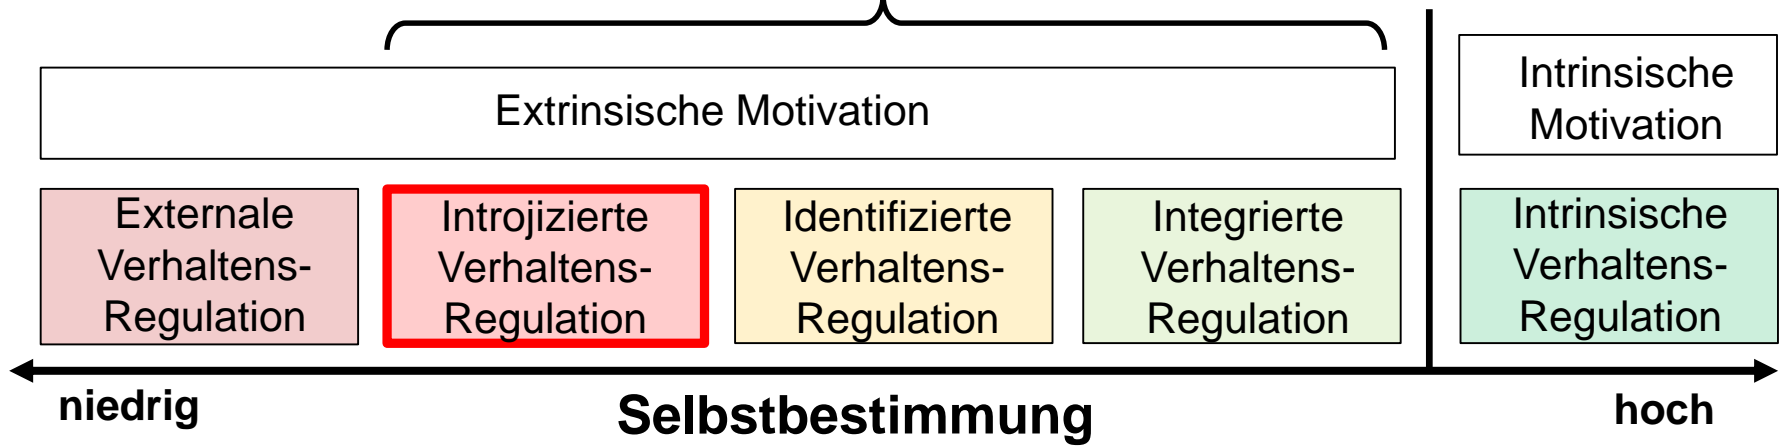 Extrinsische Motivation
Intrinsische
Motivation
Externale
Verhaltens-
Regulation
Introjizierte
Verhaltens-
Regulation
Identifizierte
Verhaltens-
Regulation
Integrierte
Verhaltens-
Regulation
Intrinsische
Verhaltens-
Regulation
niedrig
Selbstbestimmung
hoch